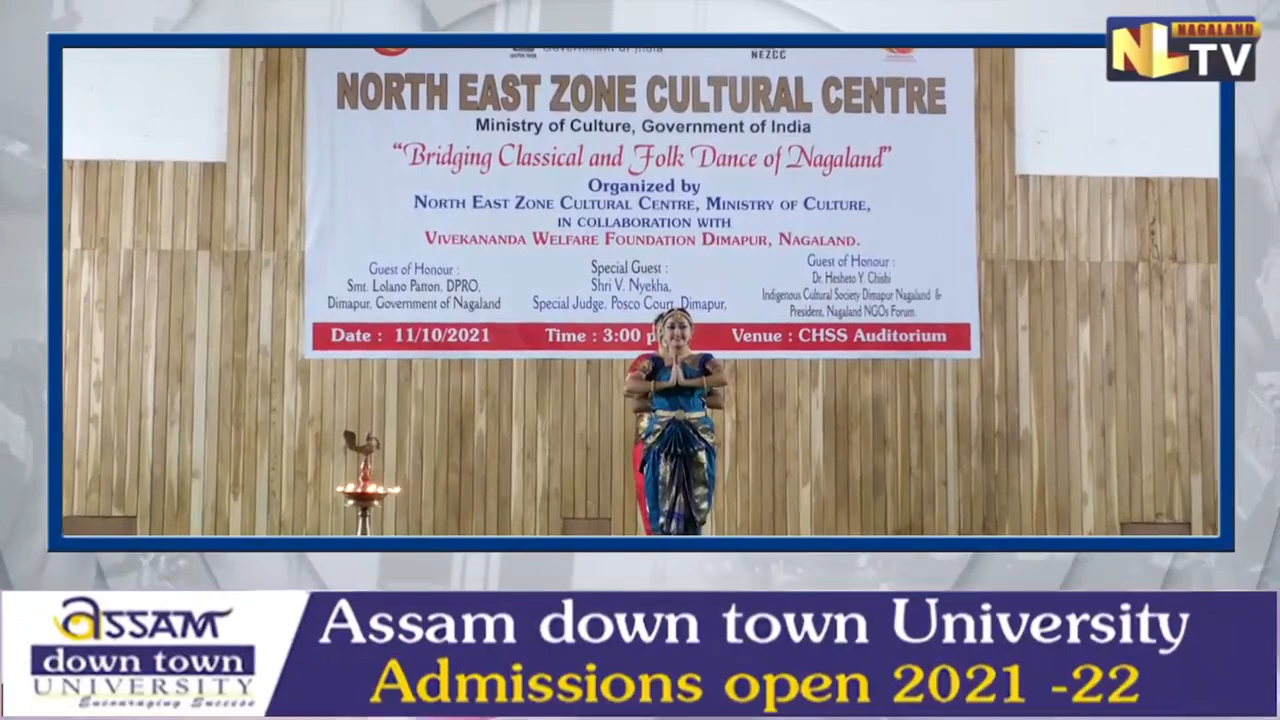 NAGALAND
NLTV
Government of India
NEZCC
NORTH EAST ZONE CULTURAL CENTRE
Ministry of Culture, Government of India
“Bridging Classical and Folk Dance of Nagaland”
Organized by
North East Zone Cultural Centre, Ministry of Culture,
in collaboration with
Vivekananda Welfare Foundation Dimapur, Nagaland.
Guest of Honour :
Smt. Lolano Patton, DPRO,
Dimapur, Government of Nagaland
Special Guest :
Shri V. Nyekha,
Special Judge, Posco Court, Dimapur,
Guest of Honour :
Dr. Hesheto Y. Chishi
Indigenous Cultural Society Dimapur Nagaland &
President, Nagaland NGOs Forum
Date : 11/10/2021 Time : 3:00 p Venue : CHSS Auditorium
ASSAM
down town
UNIVERSITY
Encouraging Success
Assam down town University
Admissions open 2021 -22